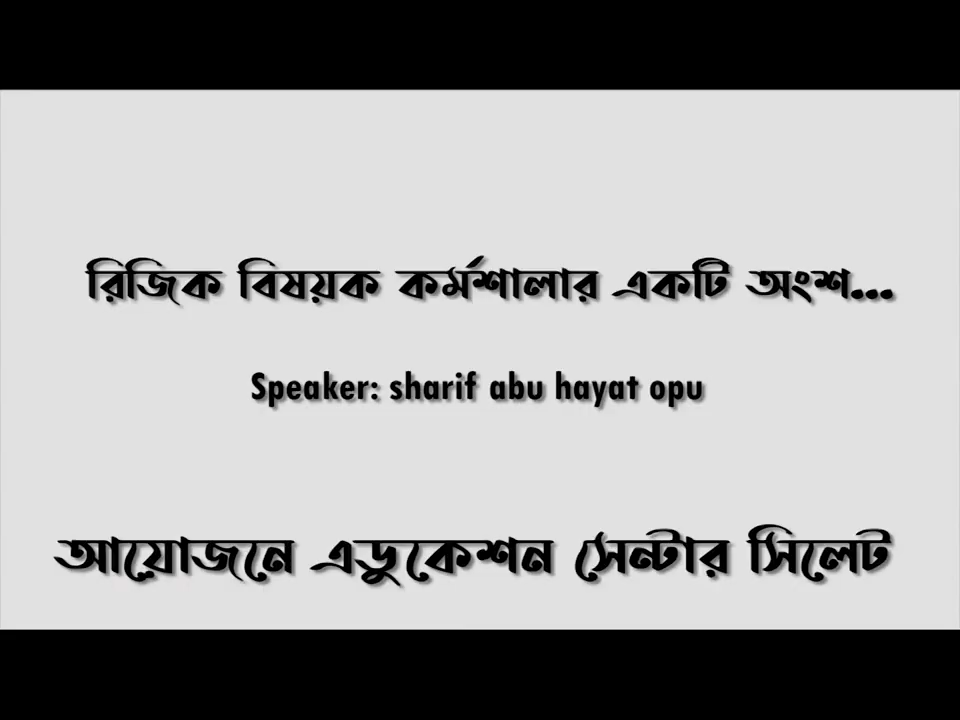 রিজিক বিষয়ক কর্মশালার একটি অংশ...
Speaker: sharif abu hayat opu
আয়োজনে এডুকেশন সেন্টার সিলেট